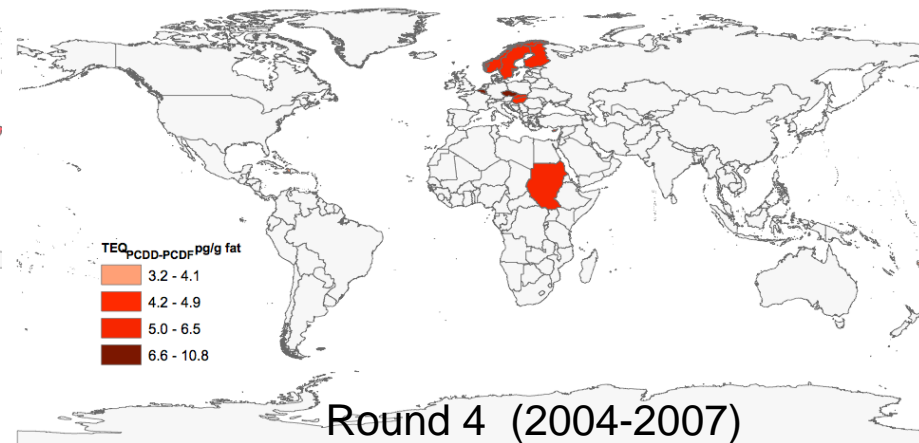 TEQPCDD-PCDF pg/g fat
3.2 - 4.1
4.2 - 4.9
5.0 - 6.5
6.6 - 10.8
Round 4 (2004-2007)